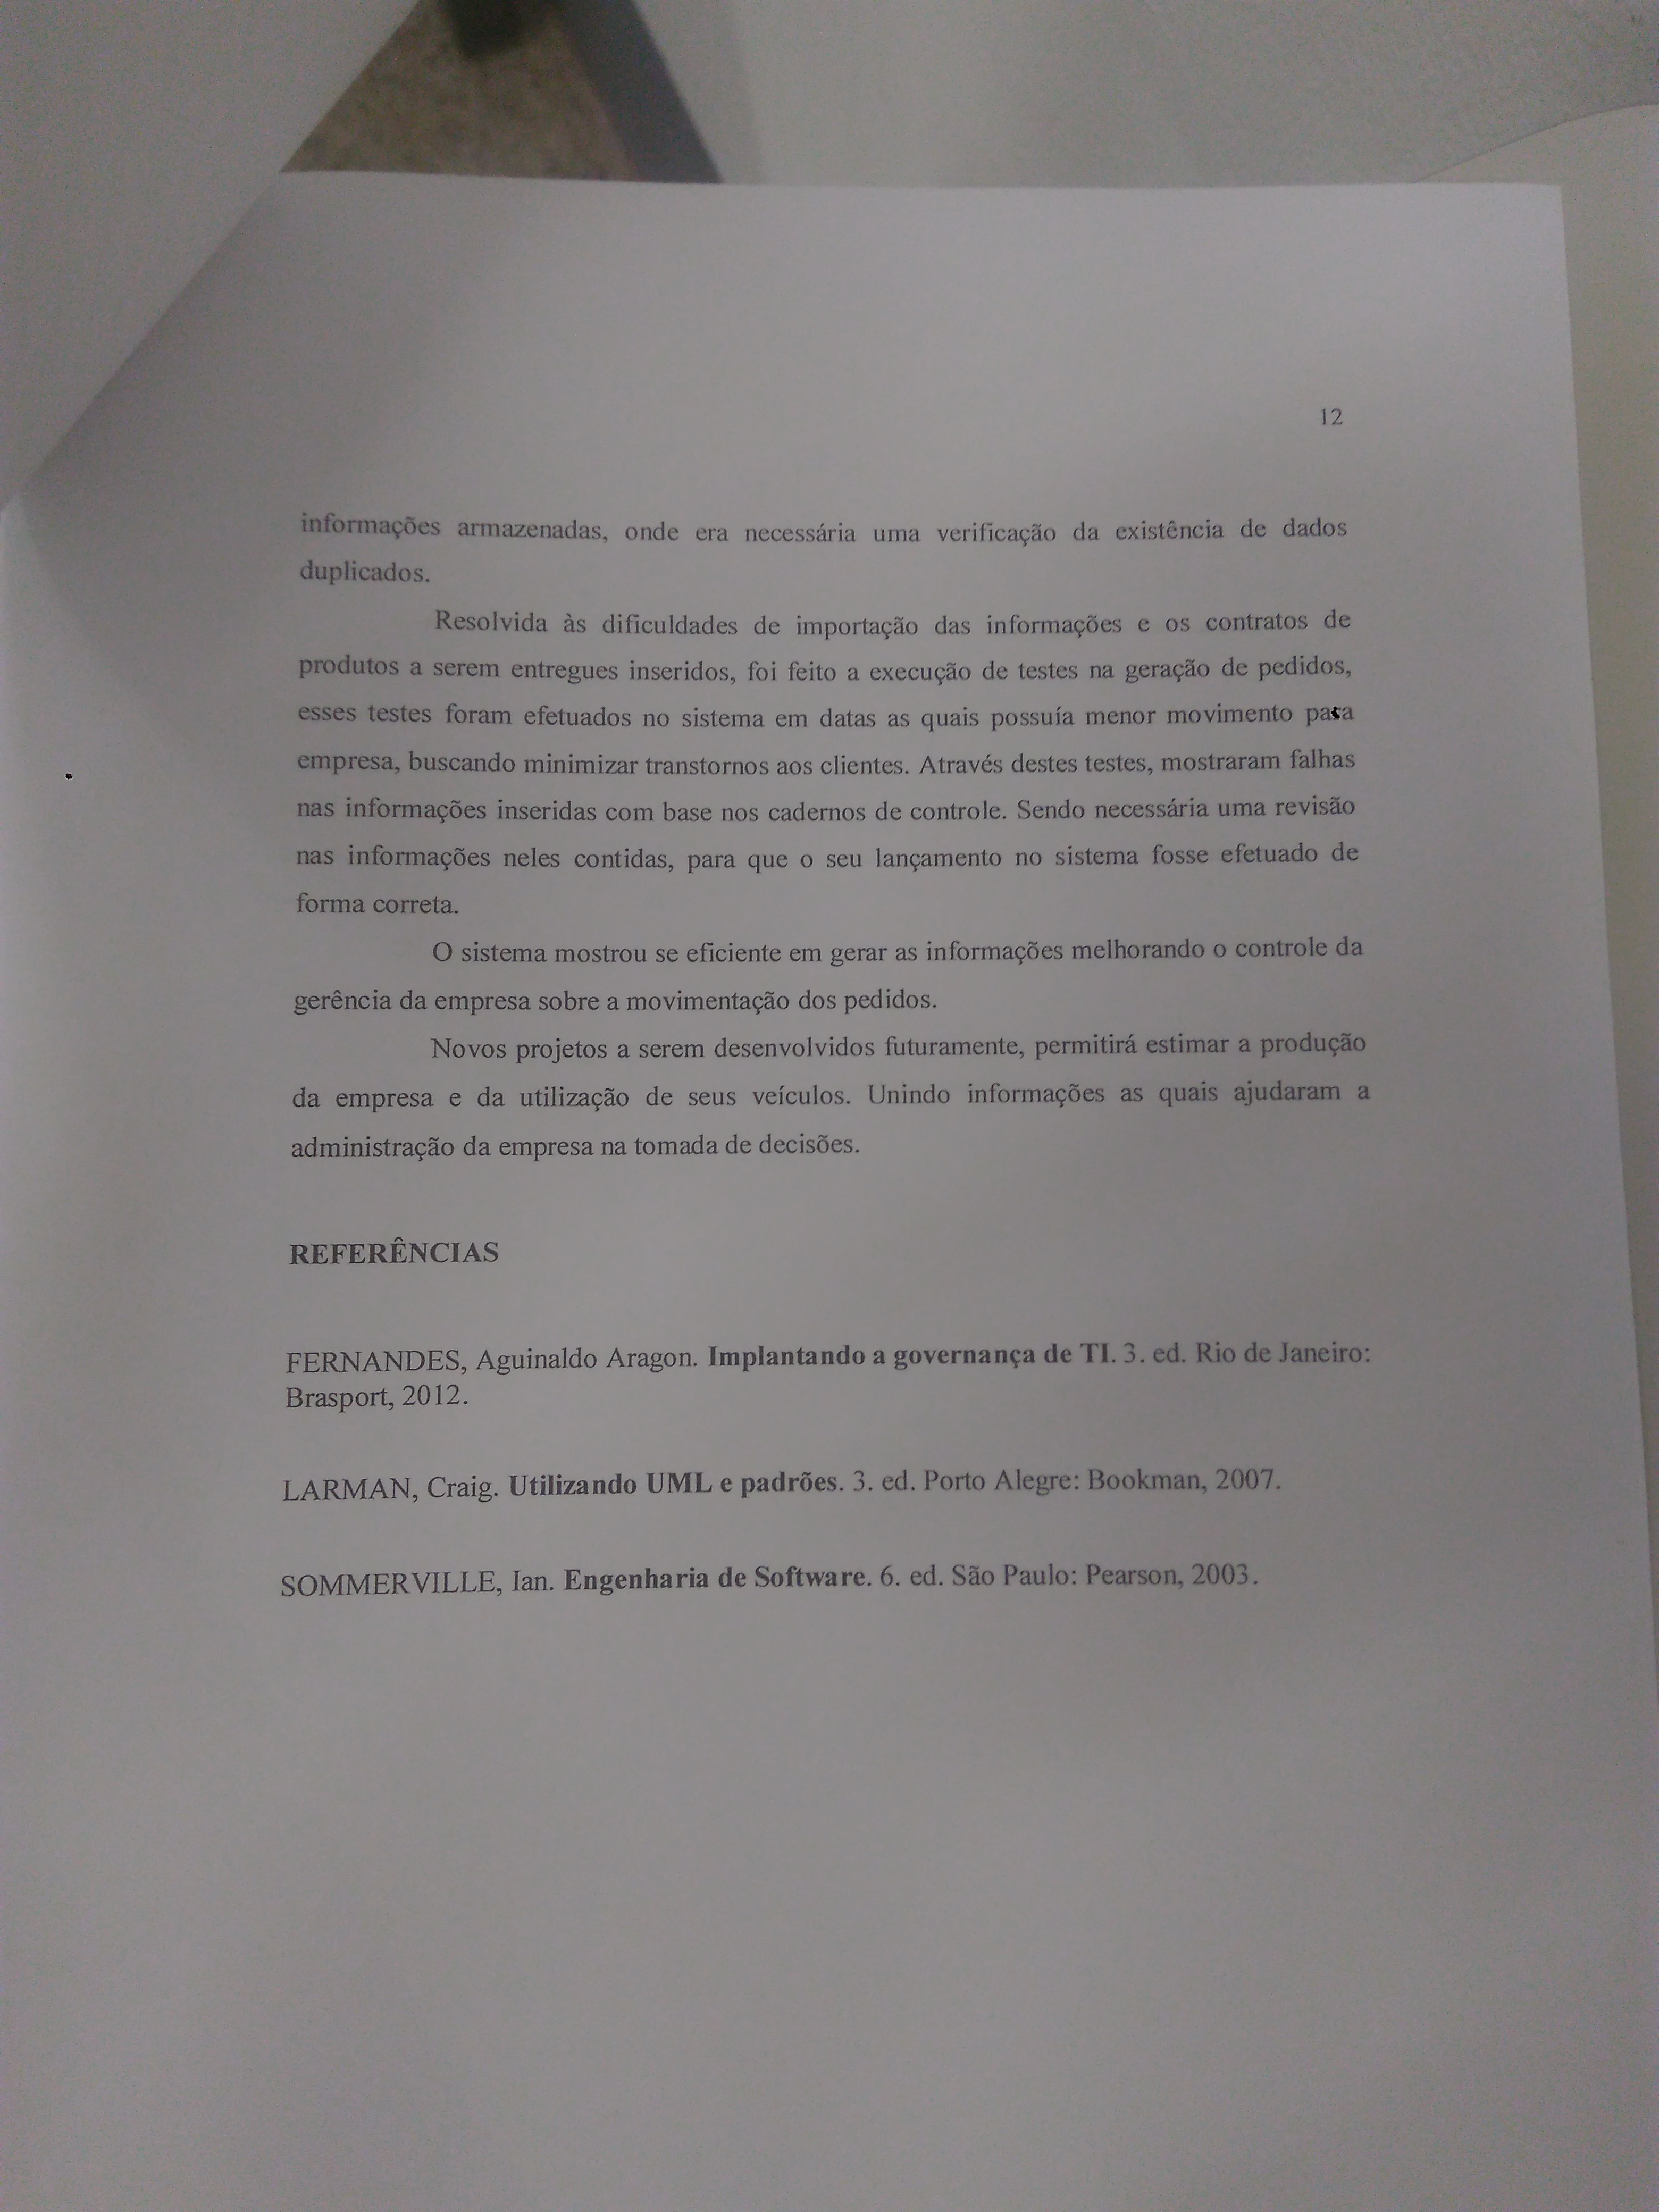 12
informações armazenadas, onde era necessária uma verificação da existência de dados
duplicados.
Resolvida às dificuldades de importação das informações e os contratos de
produtos a serem entregues inseridos, foi feito a execução de testes na geração de pedidos,
esses testes foram efetuados no sistema em datas as quais possuía menor movimento para
empresa, buscando minimizar transtornos aos clientes. Através destes testes, mostraram falhas
nas informações inseridas com base nos cadernos de controle. Sendo necessária uma revisão
nas informações neles contidas, para que o seu lançamento no sistema fosse efetuado de
forma correta.
O sistema mostrou se eficiente em gerar as informações melhorando o controle da
gerência da empresa sobre a movimentação dos pedidos.
Novos projetos a serem desenvolvidos futuramente, permitirá estimar a produção
da empresa e da utilização de seus veículos. Unindo informações as quais ajudaram a
administração da empresa na tomada de decisões.
REFERÊNCIAS
FERNANDES, Aguinaldo Aragon. Implantando a governança de TI. 3. ed. Rio de Janeiro:
Brasport, 2012.
LARMAN, Craig. Utilizando UML e padrões. 3. ed. Porto Alegre: Bookman, 2007.
SOMMERVILLE, Ian. Engenharia de Software. 6. ed. São Paulo: Pearson, 2003.